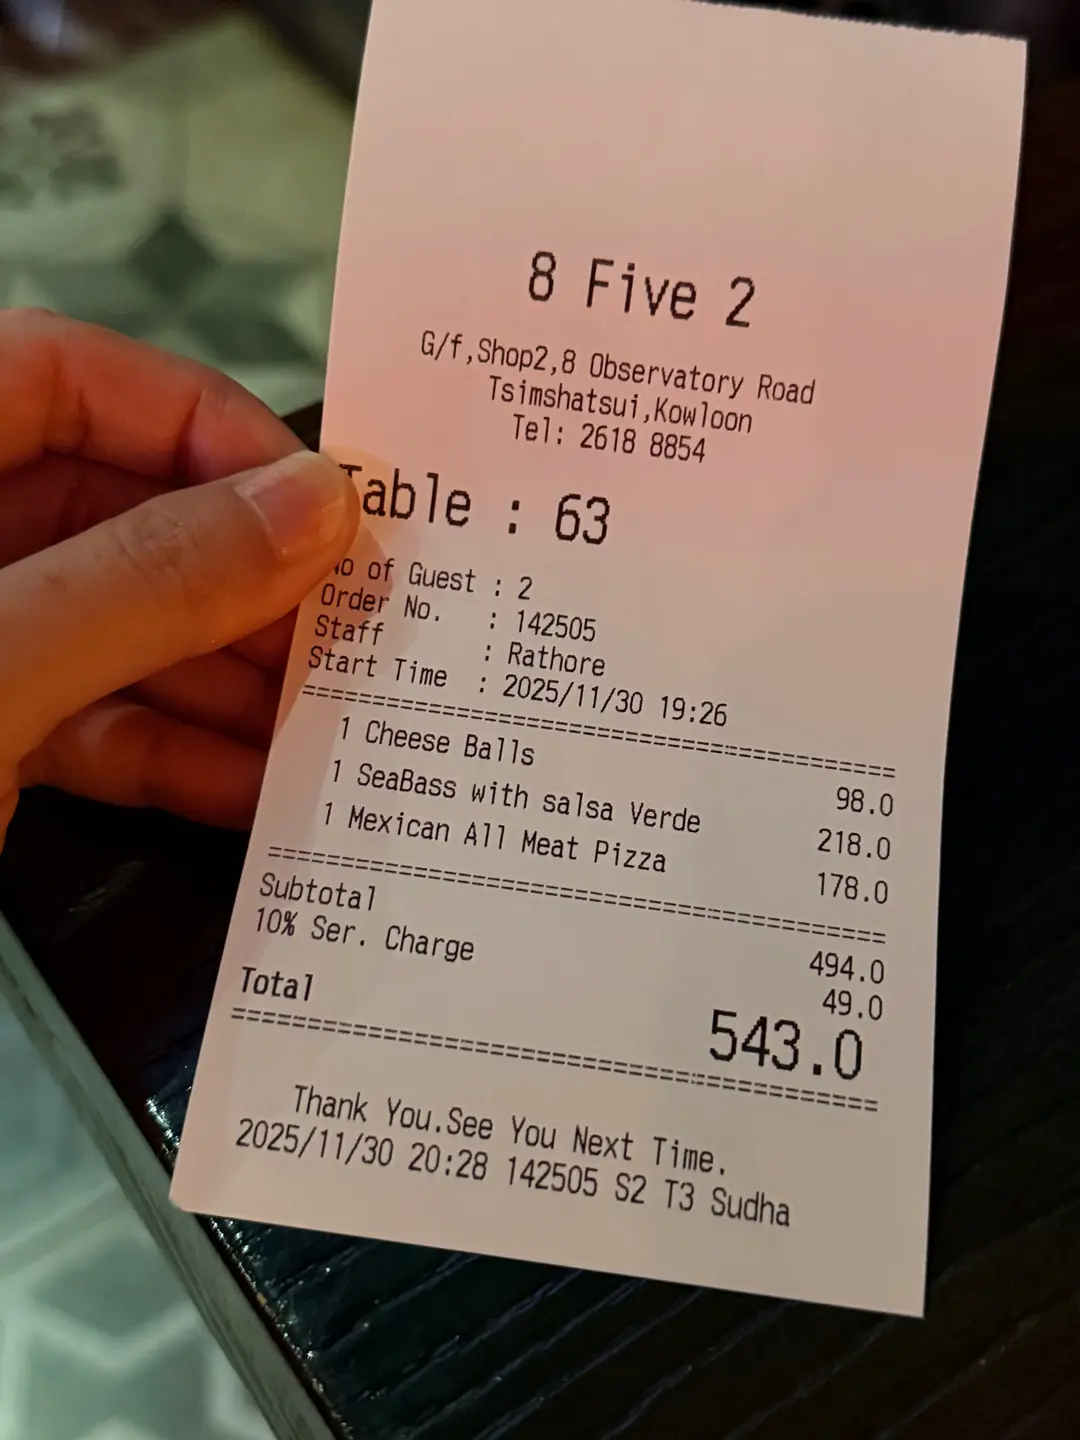 8 Five 2
G/f,Shop2,8 Observatory Road
Tsimshatsui,Kowloon
Tel: 2618 8854
Table : 63
No of Guest : 2
Order No. : 142505
Staff : Rathore
Start Time : 2025/11/30 19:26
1 Cheese Balls 98.0
1 SeaBass with salsa Verde 218.0
1 Mexican All Meat Pizza 178.0
Subtotal 494.0
10% Ser. Charge 49.0
Total 543.0
Thank You.See You Next Time.
2025/11/30 20:28 142505 S2 T3 Sudha